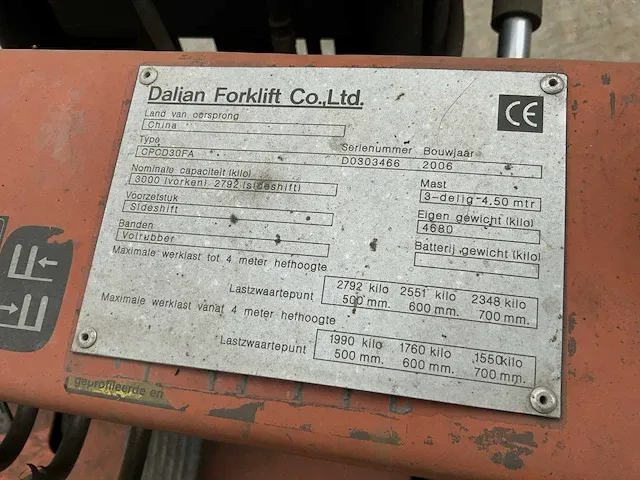 Dalian Forklift Co.,Ltd.
CE
Land van oorsprong
China
Type Serienummer Bouwjaar
CPCD30FA D0303466 2006
Nominale capaciteit (kilo) Mast
3000 (vorken) 2792 (sideshift) 3-delig-4.50 mtr
Voorzetstuk Eigen gewicht (kilo)
Sideshift 4680
Banden Batterij gewicht (kilo)
Volrubber
Maximale werklast tot 4 meter hefhoogte
Lastzwaartepunt 2792 kilo 2551 kilo 2348 kilo
500 mm. 600 mm. 700 mm.
Maximale werklast vanaf 4 meter hefhoogte
Lastzwaartepunt 1990 kilo 1760 kilo 1550kilo
500 mm. 600 mm. 700 mm.
geprofileerde en